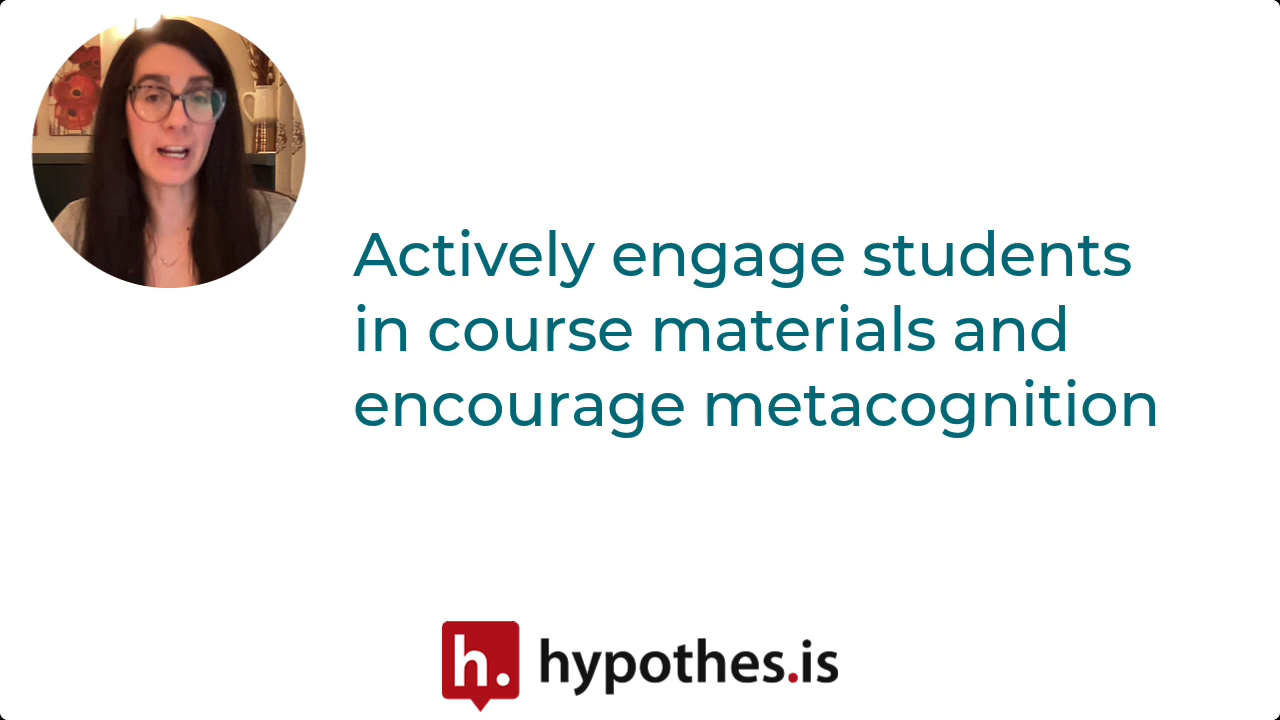 Actively engage students
in course materials and
encourage metacognition
h. hypothes.is